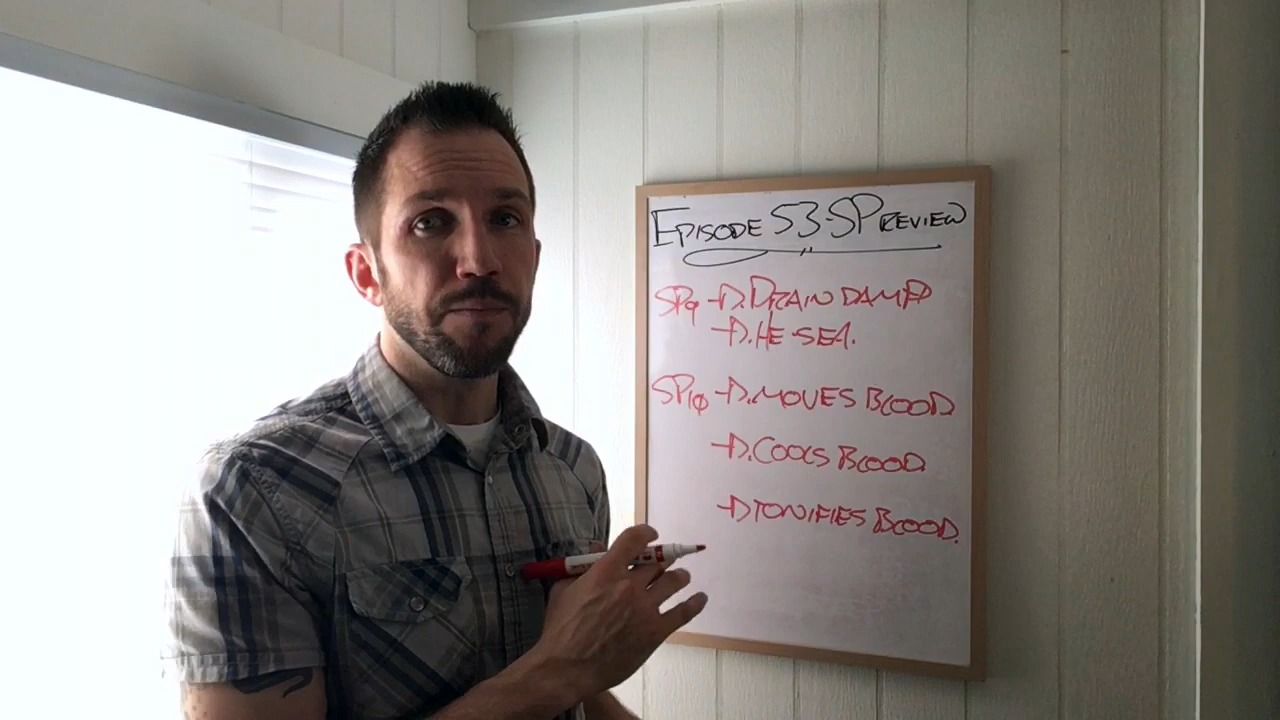 EPISODE 53-SP REVIEW
SP9 -D. DRAIN DAMP
-D. HE-SEA.
SP10 -D. MOVES BLOOD
-D. COOLS BLOOD
-D TONIFIES BLOOD.